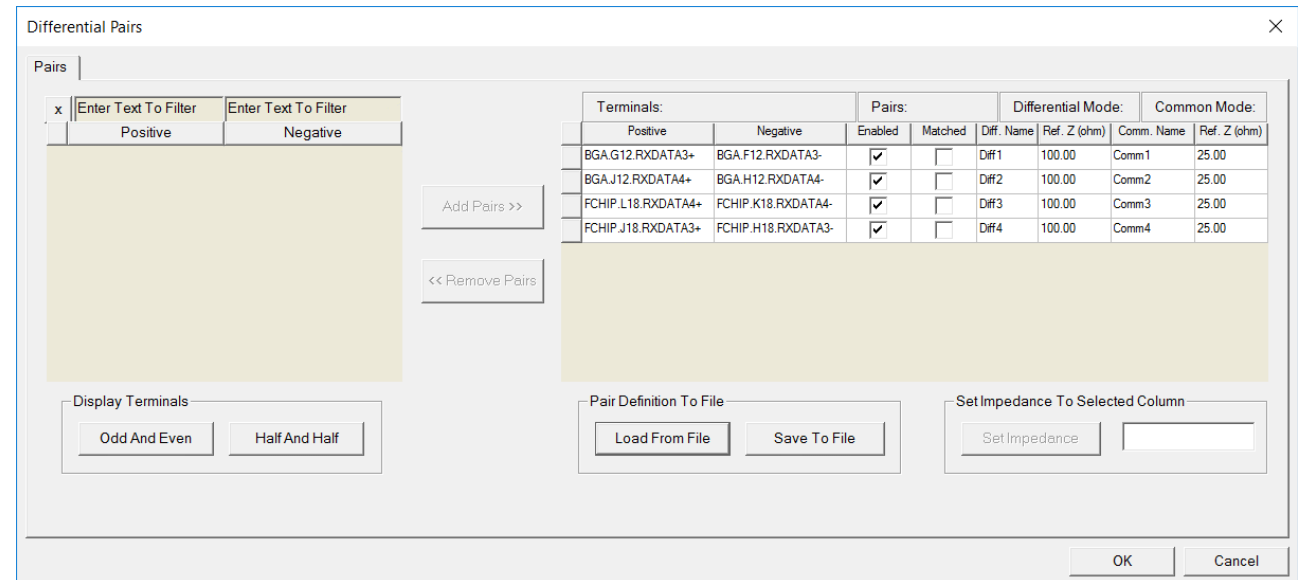 Differential Pairs
Pairs
x Enter Text To Filter Enter Text To Filter
Positive Negative
Terminals: Pairs: Differential Mode: Common Mode:
Positive Negative Enabled Matched Diff. Name Ref. Z (ohm) Comm. Name Ref. Z (ohm)
BGA.G12.RXDATA3+ BGA.F12.RXDATA3- Diff1 100.00 Comm1 25.00
BGA.J12.RXDATA4+ BGA.H12.RXDATA4- Diff2 100.00 Comm2 25.00
FCHIP.L18.RXDATA4+ FCHIP.K18.RXDATA4- Diff3 100.00 Comm3 25.00
FCHIP.J18.RXDATA3+ FCHIP.H18.RXDATA3- Diff4 100.00 Comm4 25.00
Add Pairs >>
<< Remove Pairs
Display Terminals
Odd And Even Half And Half
Pair Definition To File
Load From File Save To File
Set Impedance To Selected Column
Set Impedance
OK Cancel